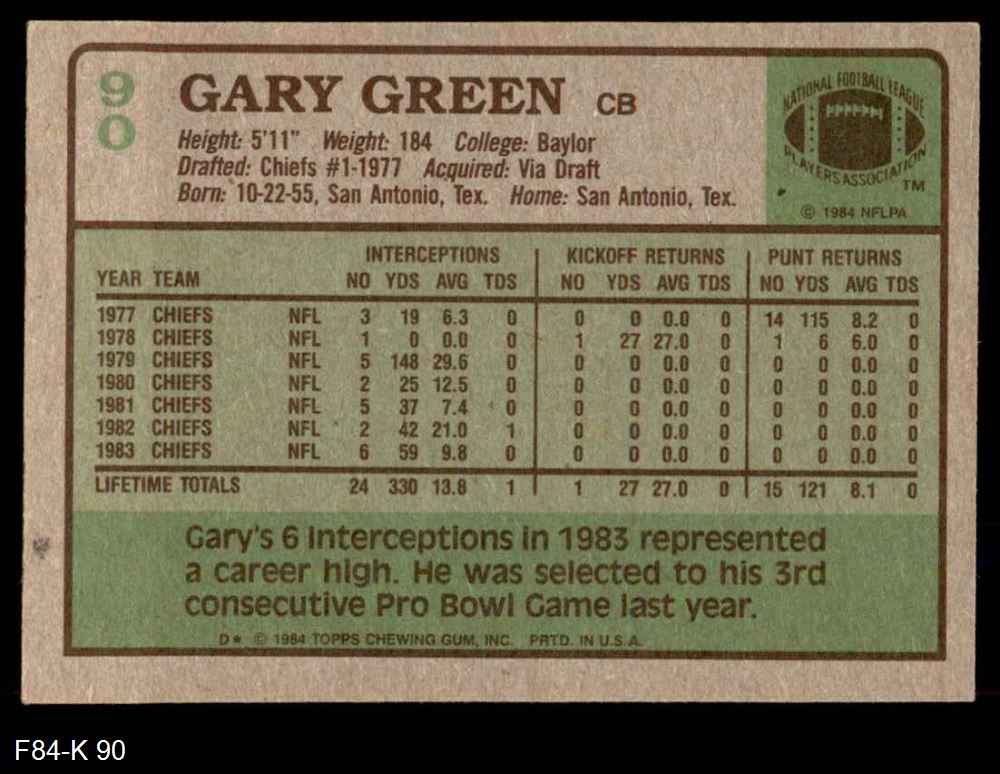 90
GARY GREEN CB
Height: 5'11" Weight: 184 College: Baylor
Drafted: Chiefs #1-1977 Acquired: Via Draft
Born: 10-22-55, San Antonio, Tex. Home: San Antonio, Tex.
NATIONAL FOOTBALL LEAGUE
PLAYERS ASSOCIATION
TM
© 1984 NFLPA
INTERCEPTIONS KICKOFF RETURNS PUNT RETURNS
YEAR TEAM NO YDS AVG TDS NO YDS AVG TDS NO YDS AVG TDS
1977 CHIEFS NFL 3 19 6.3 0 0 0 0.0 0 14 115 8.2 0
1978 CHIEFS NFL 1 0 0.0 0 1 27 27.0 0 1 6 6.0 0
1979 CHIEFS NFL 5 148 29.6 0 0 0 0.0 0 0 0 0.0 0
1980 CHIEFS NFL 2 25 12.5 0 0 0 0.0 0 0 0 0.0 0
1981 CHIEFS NFL 5 37 7.4 0 0 0 0.0 0 0 0 0.0 0
1982 CHIEFS NFL 2 42 21.0 1 0 0 0.0 0 0 0 0.0 0
1983 CHIEFS NFL 6 59 9.8 0 0 0 0.0 0 0 0 0.0 0
LIFETIME TOTALS 24 330 13.8 1 1 27 27.0 0 15 121 8.1 0
Gary's 6 interceptions in 1983 represented
a career high. He was selected to his 3rd
consecutive Pro Bowl Game last year.
D* © 1984 TOPPS CHEWING GUM, INC. PRTD. IN U.S.A.
F84-K 90